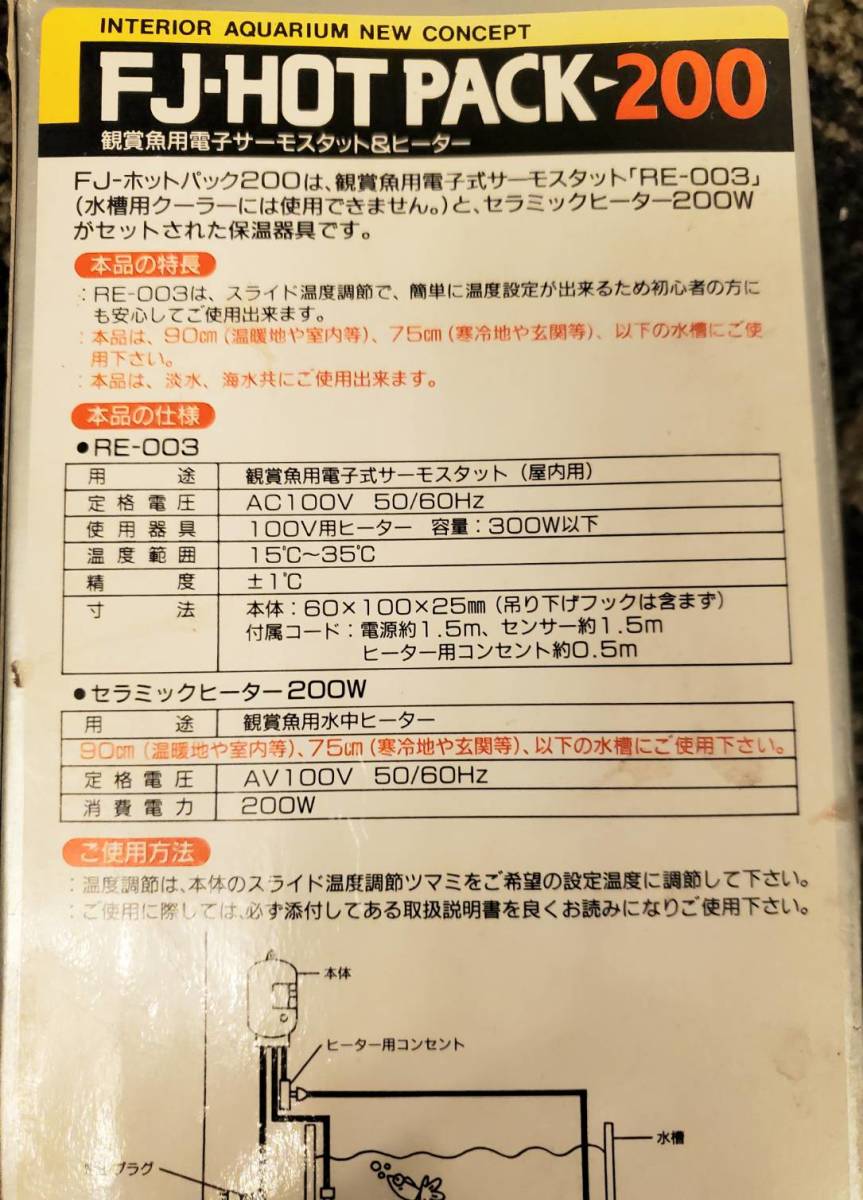 INTERIOR AQUARIUM NEW CONCEPT
FJ-HOT PACK▸200
観賞魚用電子サーモスタット&ヒーター
FJ-ホットパック200は、観賞魚用電子式サーモスタット「RE-003」
(水槽用クーラーには使用できません。)と、セラミックヒーター200W
がセットされた保温器具です。
本品の特長
:RE-003は、スライド温度調節で、簡単に温度設定が出来るため初心者の方に
も安心してご使用出来ます。
:本品は、90㎝(温暖地や室内等)、75㎝(寒冷地や玄関等)、以下の水槽にご使
用下さい。
:本品は、淡水、海水共にご使用出来ます。
本品の仕様
●RE-003
用途 観賞魚用電子式サーモスタット(屋内用)
定格電圧 AC100V 50/60Hz
使用器具 100V用ヒーター 容量:300W以下
温度範囲 15℃~35℃
精度 ±1℃
寸法 本体:60×100×25㎜(吊り下げフックは含まず)
付属コード:電源約1.5m、センサー約1.5m
ヒーター用コンセント約0.5m
●セラミックヒーター200W
用途 観賞魚用水中ヒーター
90㎝(温暖地や室内等)、75㎝(寒冷地や玄関等)、以下の水槽にご使用下さい。
定格電圧 AV100V 50/60Hz
消費電力 200W
ご使用方法
:温度調節は、本体のスライド温度調節ツマミをご希望の設定温度に調節して下さい。
:ご使用に際しては、必ず添付してある取扱説明書を良くお読みになりご使用下さい。
本体
ヒーター用コンセント
水槽
プラグ